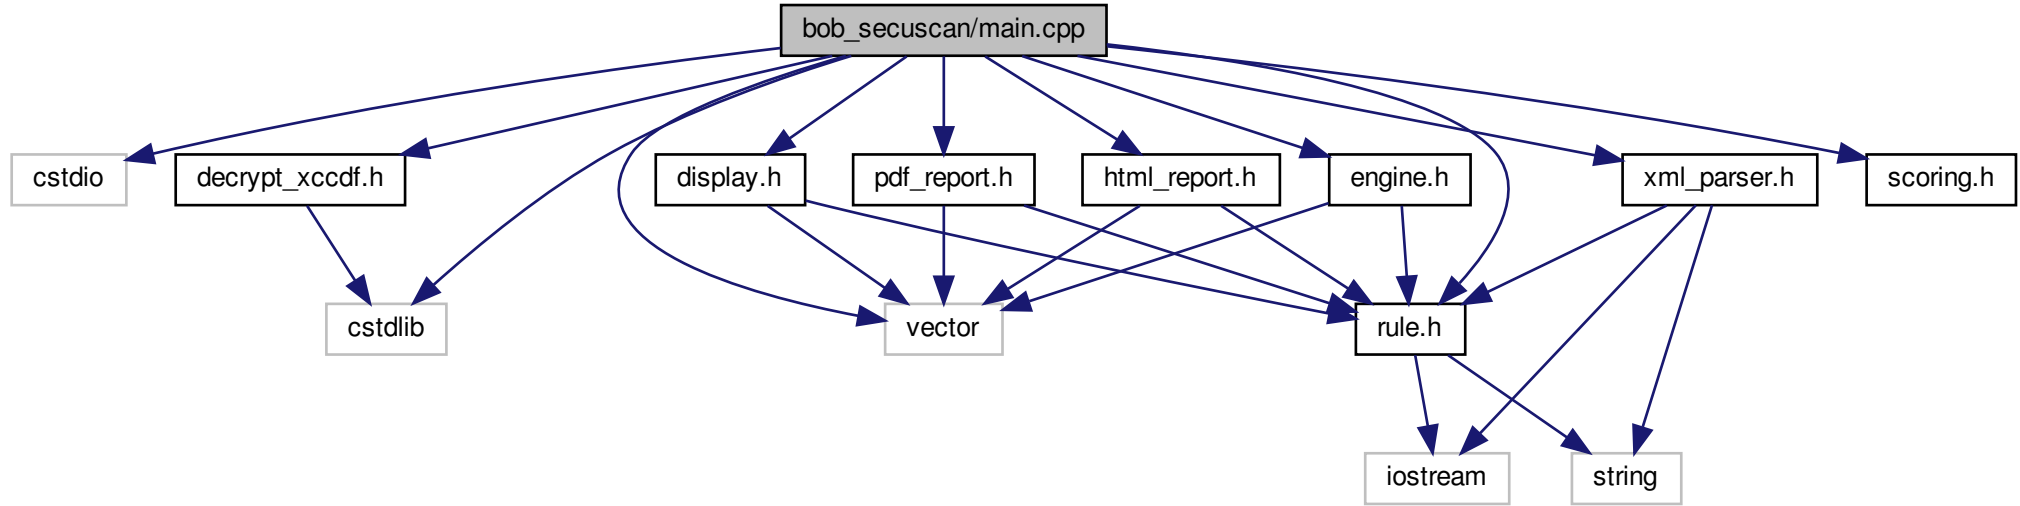 bob_secuscan/main.cpp
cstdio
decrypt_xccdf.h
display.h
pdf_report.h
html_report.h
engine.h
xml_parser.h
scoring.h
cstdlib
vector
rule.h
iostream
string